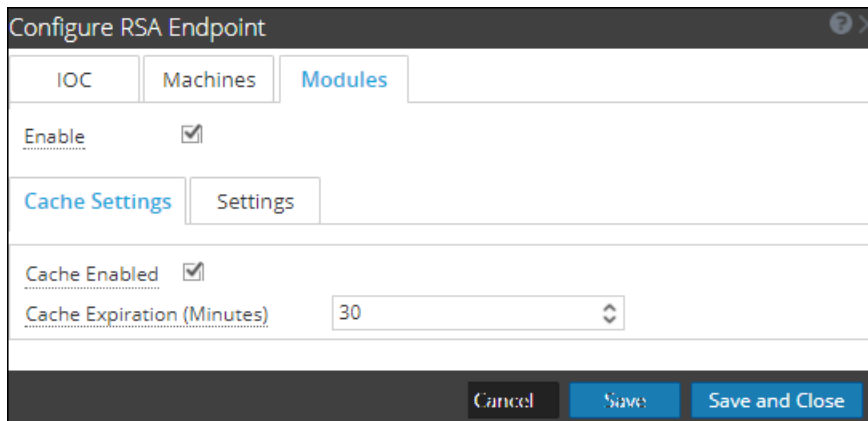 Configure RSA Endpoint
IOC Machines Modules
Enable
Cache Settings Settings
Cache Enabled
Cache Expiration (Minutes) 30
Cancel Save Save and Close